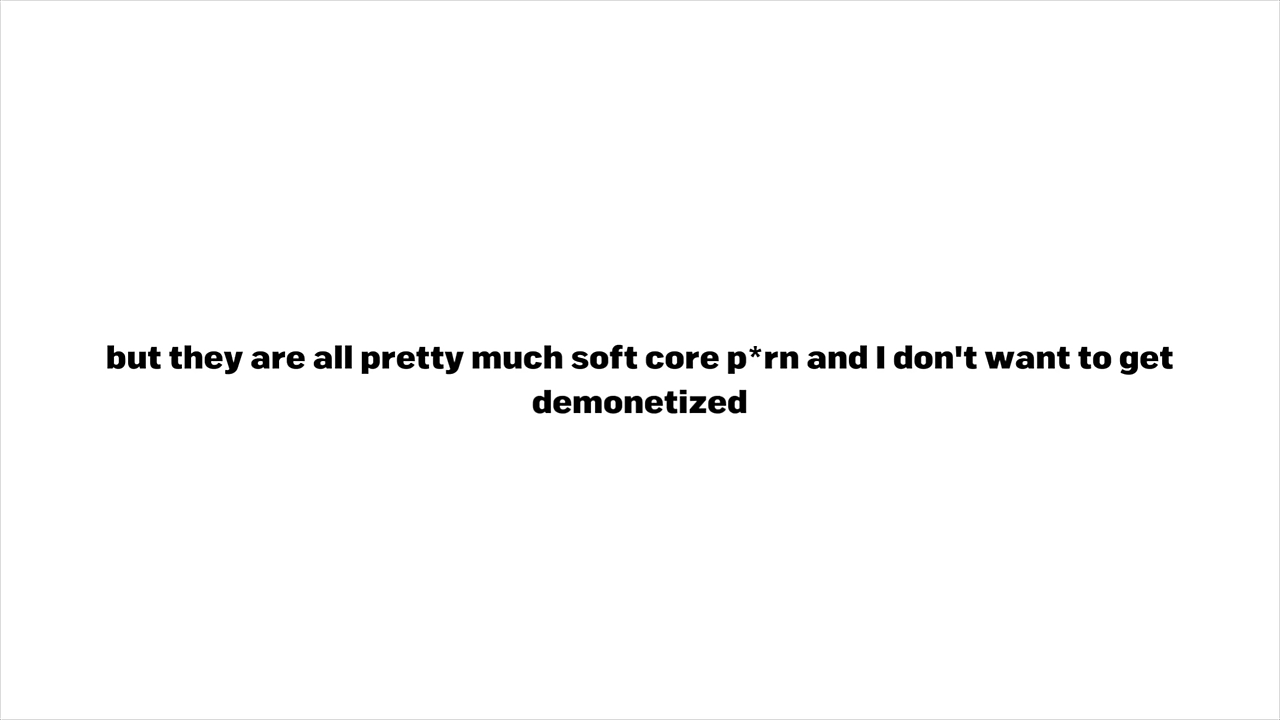 but they are all pretty much soft core p*rn and I don't want to get
demonetized